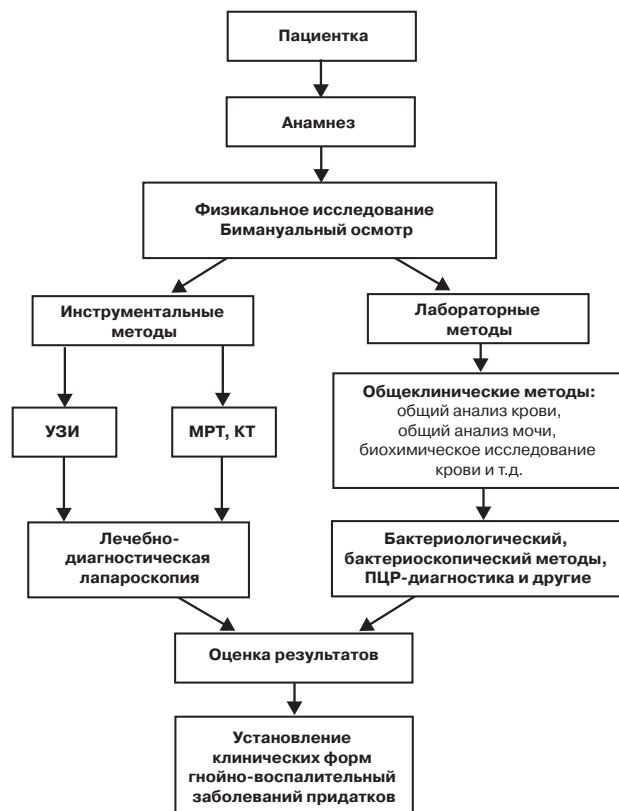 Пациентка
Анамнез
Физикальное исследование
Бимануальный осмотр
Инструментальные
методы
Лабораторные
методы
УЗИ
МРТ, КТ
Общеклинические методы:
общий анализ крови,
общий анализ мочи,
биохимическое исследование
крови и т.д.
Лечебно-
диагностическая
лапароскопия
Бактериологический,
бактериоскопический методы,
ПЦР-диагностика и другие
Оценка результатов
Установление
клинических форм
гнойно-воспалительный
заболеваний придатков